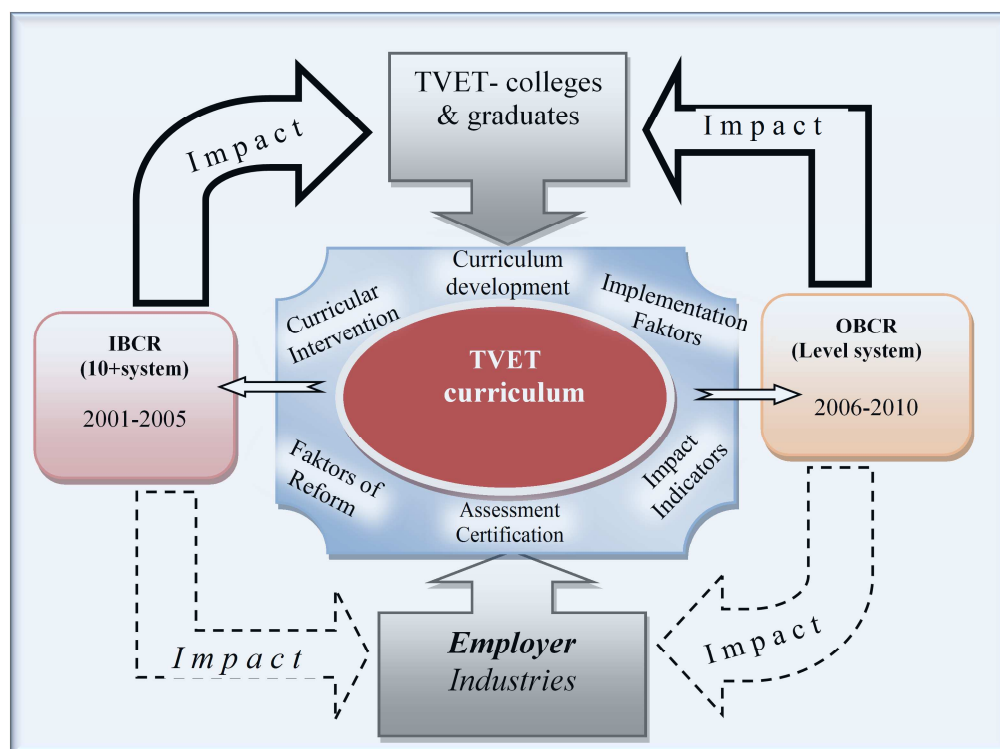 TVET- colleges
& graduates
Impact
Impact
Curriculum
development
Curricular
Intervention
Implementation
Faktors
IBCR
(10+system)
2001-2005
TVET
curriculum
OBCR
(Level system)
2006-2010
Faktors of
Reform
Assessment
Certification
Impact
Indicators
Impact
Employer
Industries
Impact